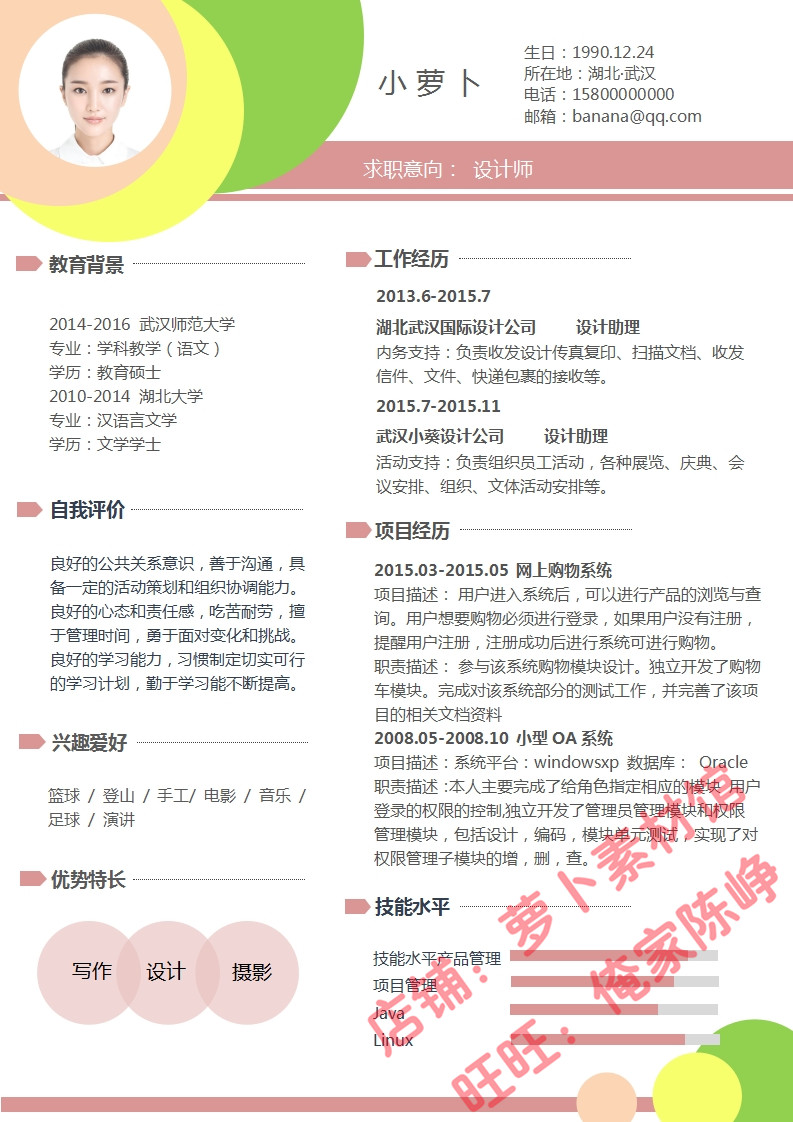 小萝卜
生日：1990.12.24
所在地：湖北·武汉
电话：15800000000
邮箱：banana@qq.com
求职意向： 设计师
教育背景
2014-2016 武汉师范大学
专业：学科教学（语文）
学历：教育硕士
2010-2014 湖北大学
专业：汉语言文学
学历：文学学士
自我评价
良好的公共关系意识，善于沟通，具
备一定的活动策划和组织协调能力。
良好的心态和责任感，吃苦耐劳，擅
于管理时间，勇于面对变化和挑战。
良好的学习能力，习惯制定切实可行
的学习计划，勤于学习能不断提高。
兴趣爱好
篮球 / 登山 / 手工/ 电影 / 音乐 /
足球 / 演讲
优势特长
写作 设计 摄影
工作经历
2013.6-2015.7
湖北武汉国际设计公司 设计助理
内务支持：负责收发设计传真复印、扫描文档、收发
信件、文件、快递包裹的接收等。
2015.7-2015.11
武汉小葵设计公司 设计助理
活动支持：负责组织员工活动，各种展览、庆典、会
议安排、组织、文体活动安排等。
项目经历
2015.03-2015.05 网上购物系统
项目描述： 用户进入系统后，可以进行产品的浏览与查
询。用户想要购物必须进行登录，如果用户没有注册，
提醒用户注册，注册成功后进行系统可进行购物。
职责描述： 参与该系统购物模块设计。独立开发了购物
车模块。完成对该系统部分的测试工作，并完善了该项
目的相关文档资料
2008.05-2008.10 小型 OA 系统
项目描述：系统平台：windowsxp 数据库： Oracle
职责描述：本人主要完成了给角色指定相应的模块，用户
登录的权限的控制,独立开发了管理员管理模块和权限
管理模块，包括设计，编码，模块单元测试，实现了对
权限管理子模块的增，删，查。
技能水平
技能水平产品管理
项目管理
Java
Linux
店铺：萝卜素材馆
旺旺：俺家陈峥